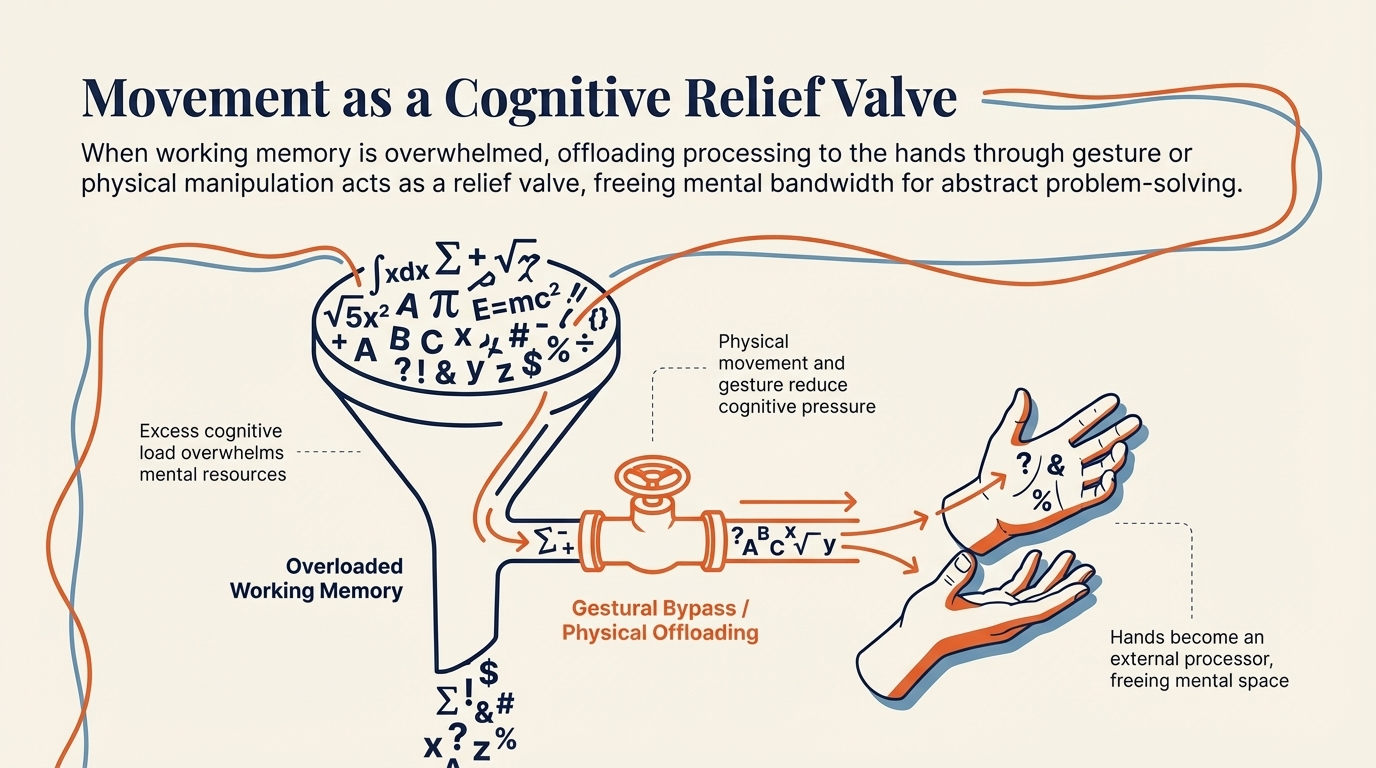 Movement as a Cognitive Relief Valve
When working memory is overwhelmed, offloading processing to the hands through gesture or
physical manipulation acts as a relief valve, freeing mental bandwidth for abstract problem-solving.
∫xdx Σ + √
√5x² A π E=mc² !! {}
+ A B C x # - % ÷
?! & y z $
Physical
movement and
gesture reduce
cognitive pressure
Excess cognitive
load overwhelms
mental resources
? &
%
Σ - +
? A B C x √ y
Overloaded
Working Memory
Gestural Bypass /
Physical Offloading
Hands become an
external processor,
freeing mental space
Σ ! $
& #
x ? z %
A